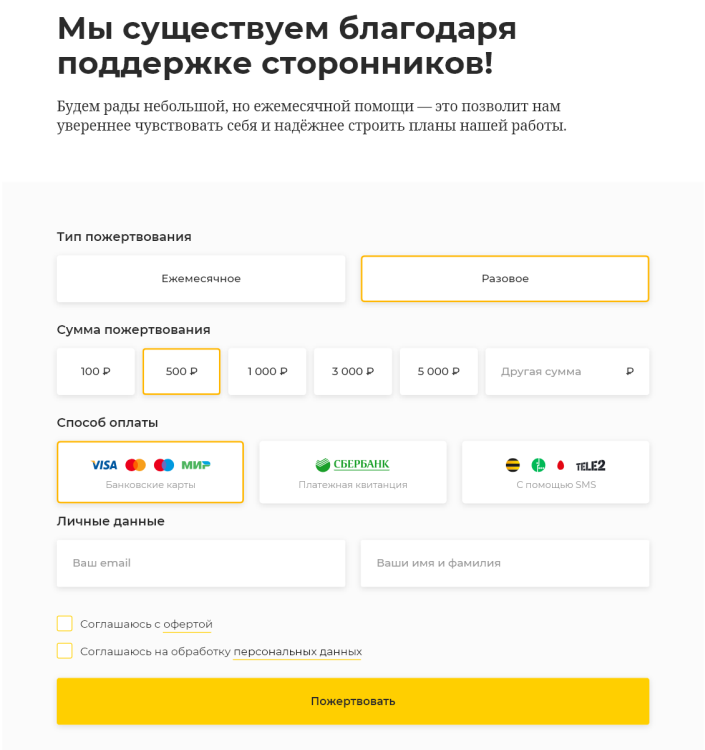 Мы существуем благодаря
поддержке сторонников!
Будем рады небольшой, но ежемесячной помощи — это позволит нам
увереннее чувствовать себя и надёжнее строить планы нашей работы.
Тип пожертвования
Ежемесячное
Разовое
Сумма пожертвования
100 ₽
500 ₽
1 000 ₽
3 000 ₽
5 000 ₽
Другая сумма ₽
Способ оплаты
VISA МИР
Банковские карты
СБЕРБАНК
Платежная квитанция
TELE2
С помощью SMS
Личные данные
Ваш email
Ваши имя и фамилия
Соглашаюсь с офертой
Соглашаюсь на обработку персональных данных
Пожертвовать